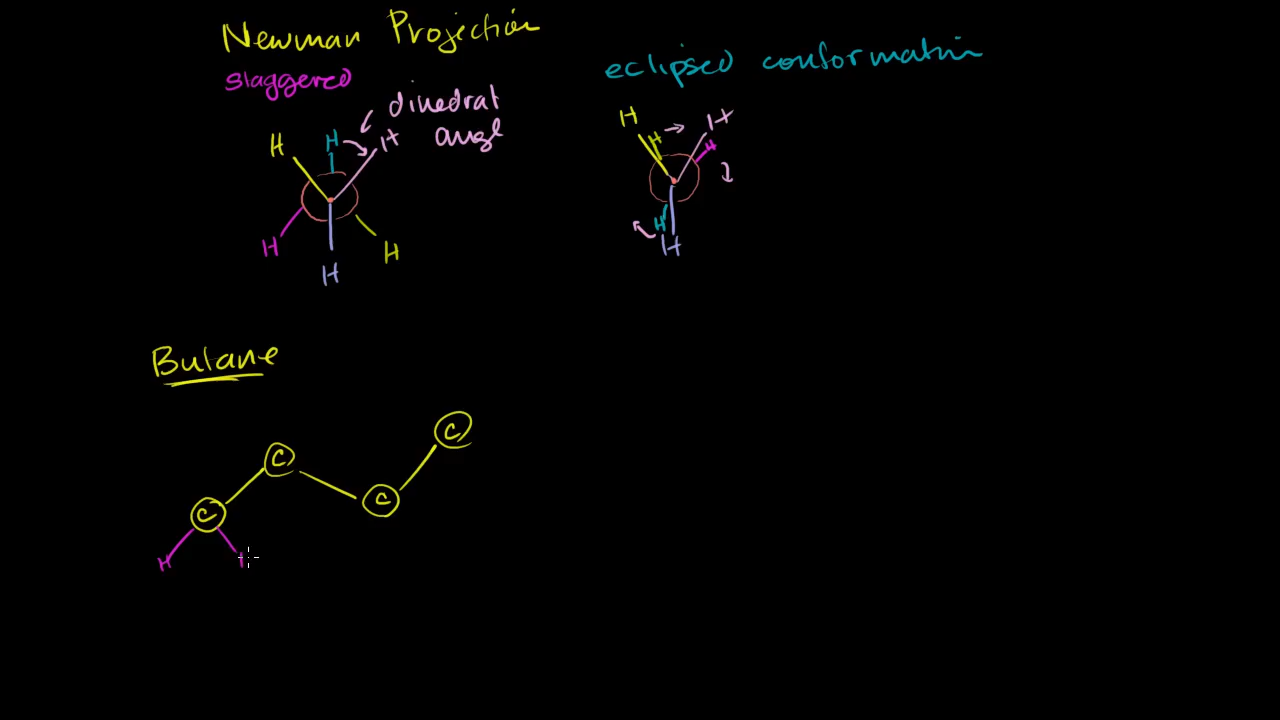 Newman Projection
staggered
eclipsed conformation
dihedral
angle
H
H
H
H
H
H
H
H
H
H
H
H
Butane
C
C
C
C
H
H